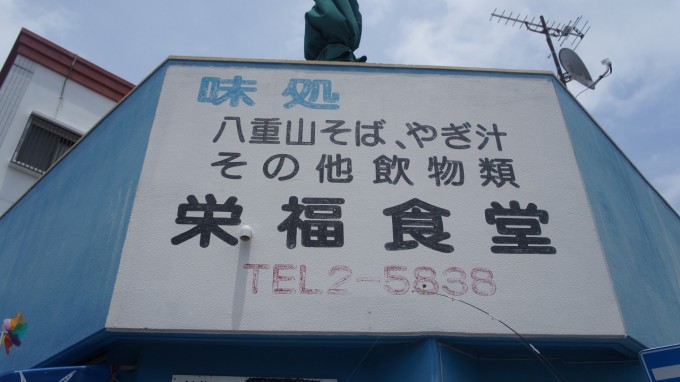 味処
八重山そば、やぎ汁
その他飲物類
栄福食堂
TEL2-5838